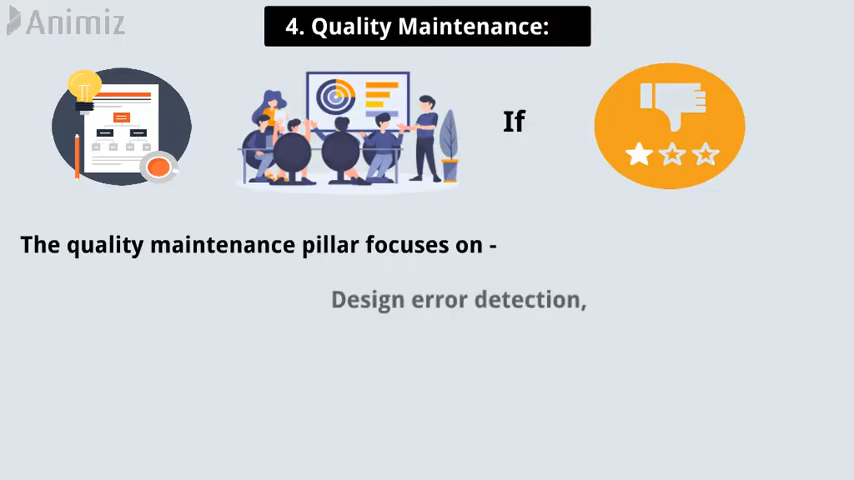 Animiz
4. Quality Maintenance:
If
The quality maintenance pillar focuses on -
Design error detection,